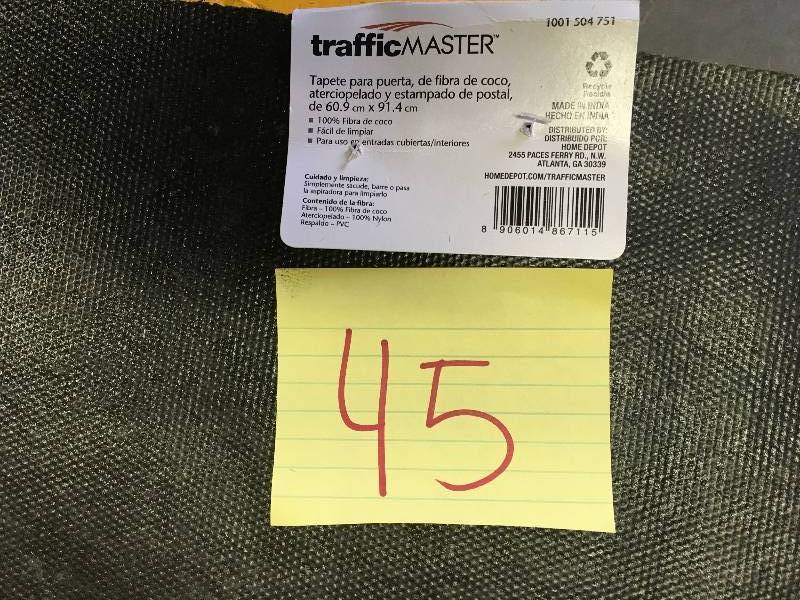 1001 504 751
trafficMASTER™
Tapete para puerta, de fibra de coco,
aterciopelado y estampado de postal,
de 60.9 cm x 91.4 cm
■ 100% Fibra de coco
■ Fácil de limpiar
■ Para uso en entradas cubiertas/interiores
Cuidado y limpieza:
Simplemente sacude, barre o pasa
la aspiradora para limpiarlo
Contenido de la fibra:
Fibra – 100% Fibra de coco
Aterciopelado – 100% Nylon
Respaldo – PVC
Recycle
Recicla
MADE IN INDIA
HECHO EN INDIA
DISTRIBUTED BY:
DISTRIBUIDO POR:
HOME DEPOT
2455 PACES FERRY RD., N.W.
ATLANTA, GA 30339
HOMEDEPOT.COM/TRAFFICMASTER
8 906014 867115
45